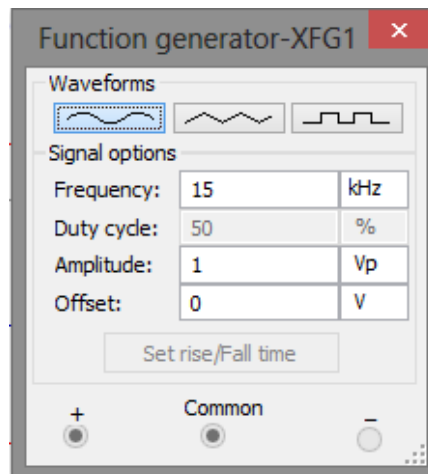 Function generator-XFG1 ×
Waveforms
Signal options
Frequency: 15 kHz
Duty cycle: 50 %
Amplitude: 1 Vp
Offset: 0 V
Set rise/Fall time
+ Common −